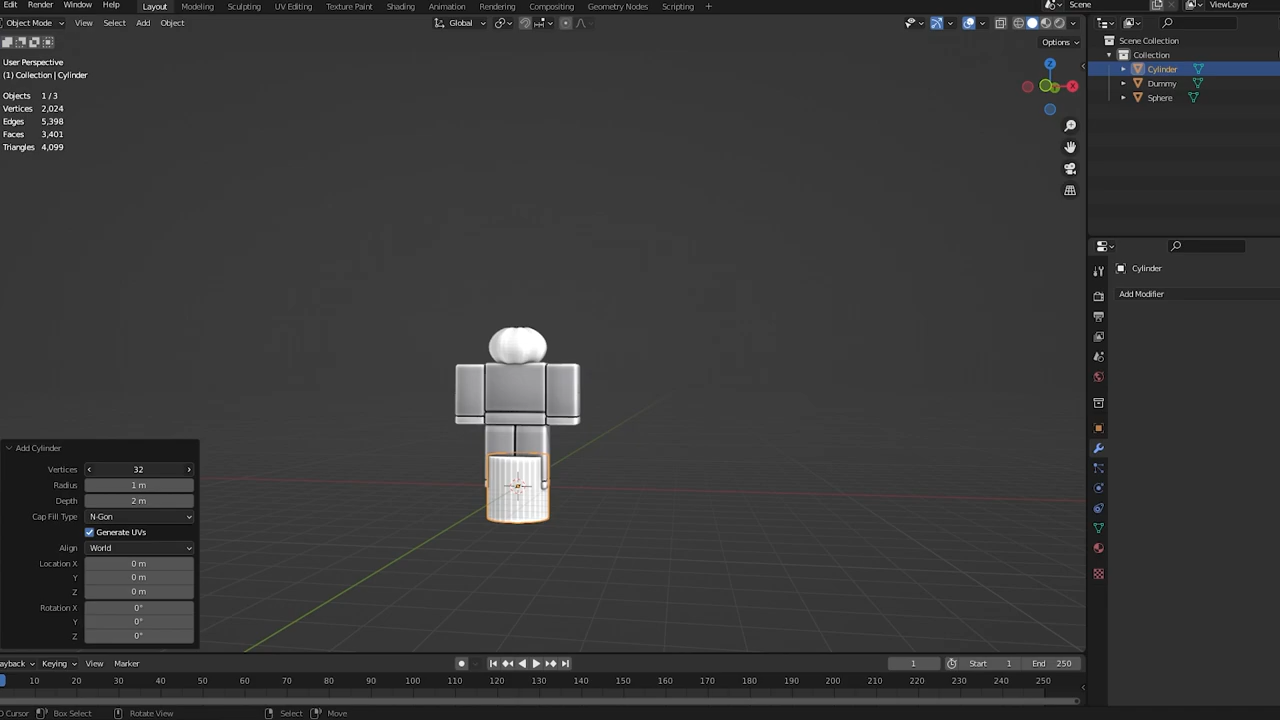 Edit Render Window Help Layout Modeling Sculpting UV Editing Texture Paint Shading Animation Rendering Compositing Geometry Nodes Scripting + Scene ViewLayer
Object Mode View Select Add Object Global
Options
User Perspective
(1) Collection | Cylinder
Objects 1 / 3
Vertices 2,024
Edges 5,398
Faces 3,401
Triangles 4,099
Z
X
Y
Scene Collection
Collection
Cylinder
Dummy
Sphere
Cylinder
Add Modifier
Add Cylinder
Vertices 32
Radius 1 m
Depth 2 m
Cap Fill Type N-Gon
Generate UVs
Align World
Location X 0 m
Y 0 m
Z 0 m
Rotation X 0°
Y 0°
Z 0°
ayback Keying View Marker 1 Start 1 End 250
10 20 30 40 50 60 70 80 90 100 110 120 130 140 150 160 170 180 190 200 210 220 230 240 250
D Cursor Box Select Rotate View Select Move